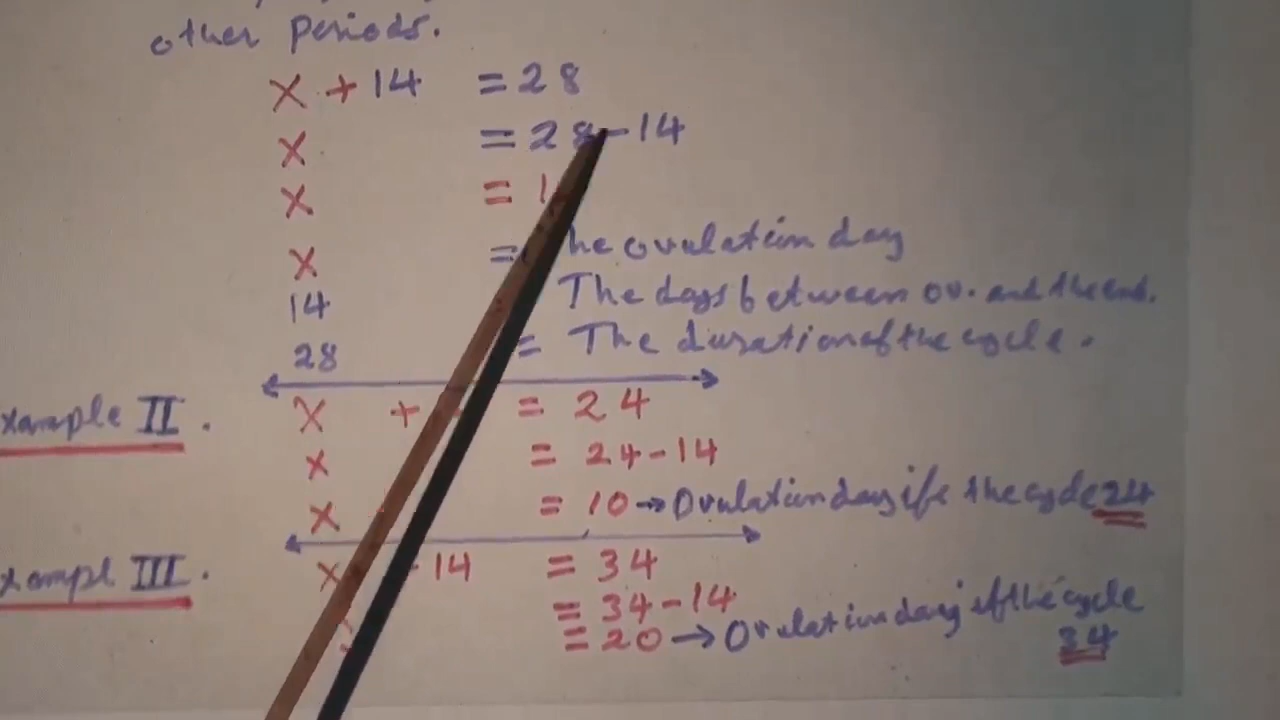 other Periods.
X + 14 = 28
X = 28-14
X = 1
X = The ovulation day
14 The days between ov. and the end.
28 = The duration of the cycle.
xample II. X + = 24
X = 24-14
X = 10 → Ovulation day if the cycle 24
xampl III. X 14 = 34
= 34-14
= 20 → Ovulation day if the cycle
34